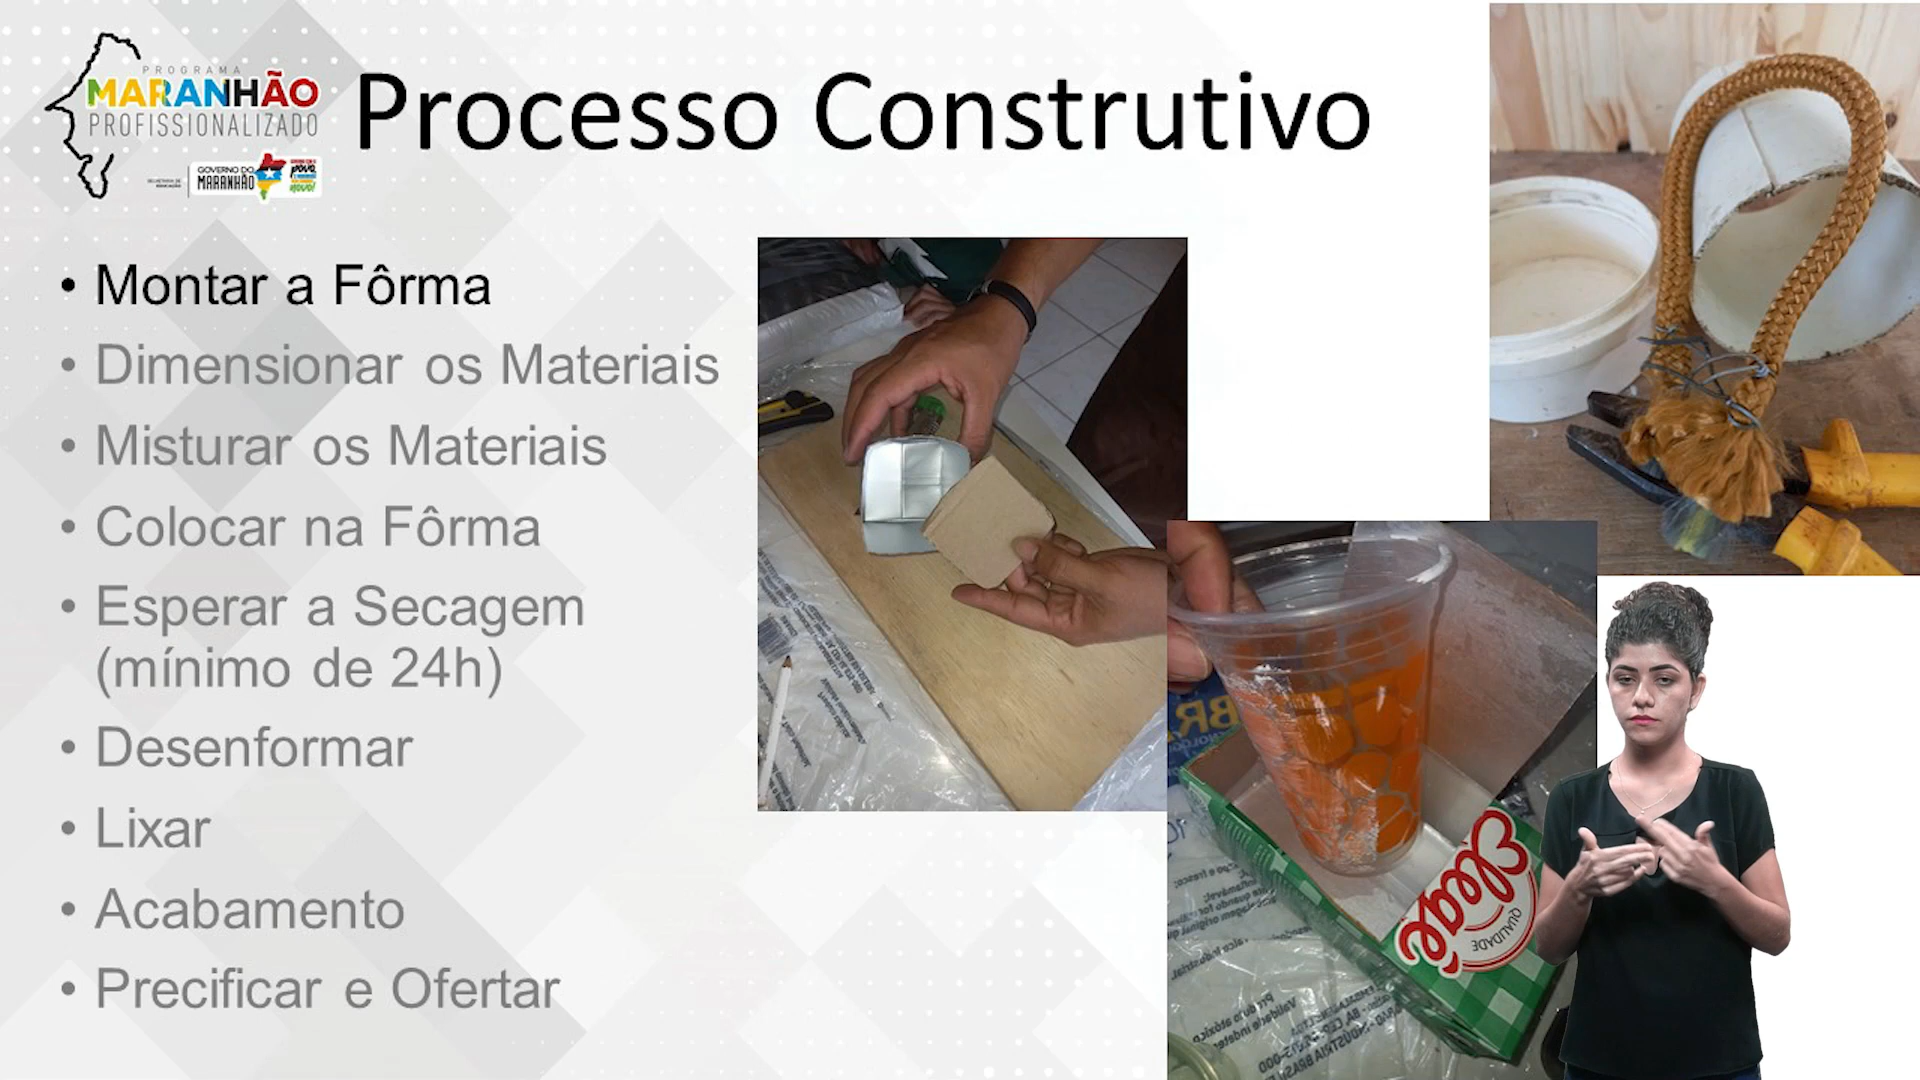 PROGRAMA
MARANHÃO
PROFISSIONALIZADO
GOVERNO DO
MARANHÃO
Processo Construtivo
• Montar a Fôrma
• Dimensionar os Materiais
• Misturar os Materiais
• Colocar na Fôrma
• Esperar a Secagem
(mínimo de 24h)
• Desenformar
• Lixar
• Acabamento
• Precificar e Ofertar
Eleaê
QUALIDADE